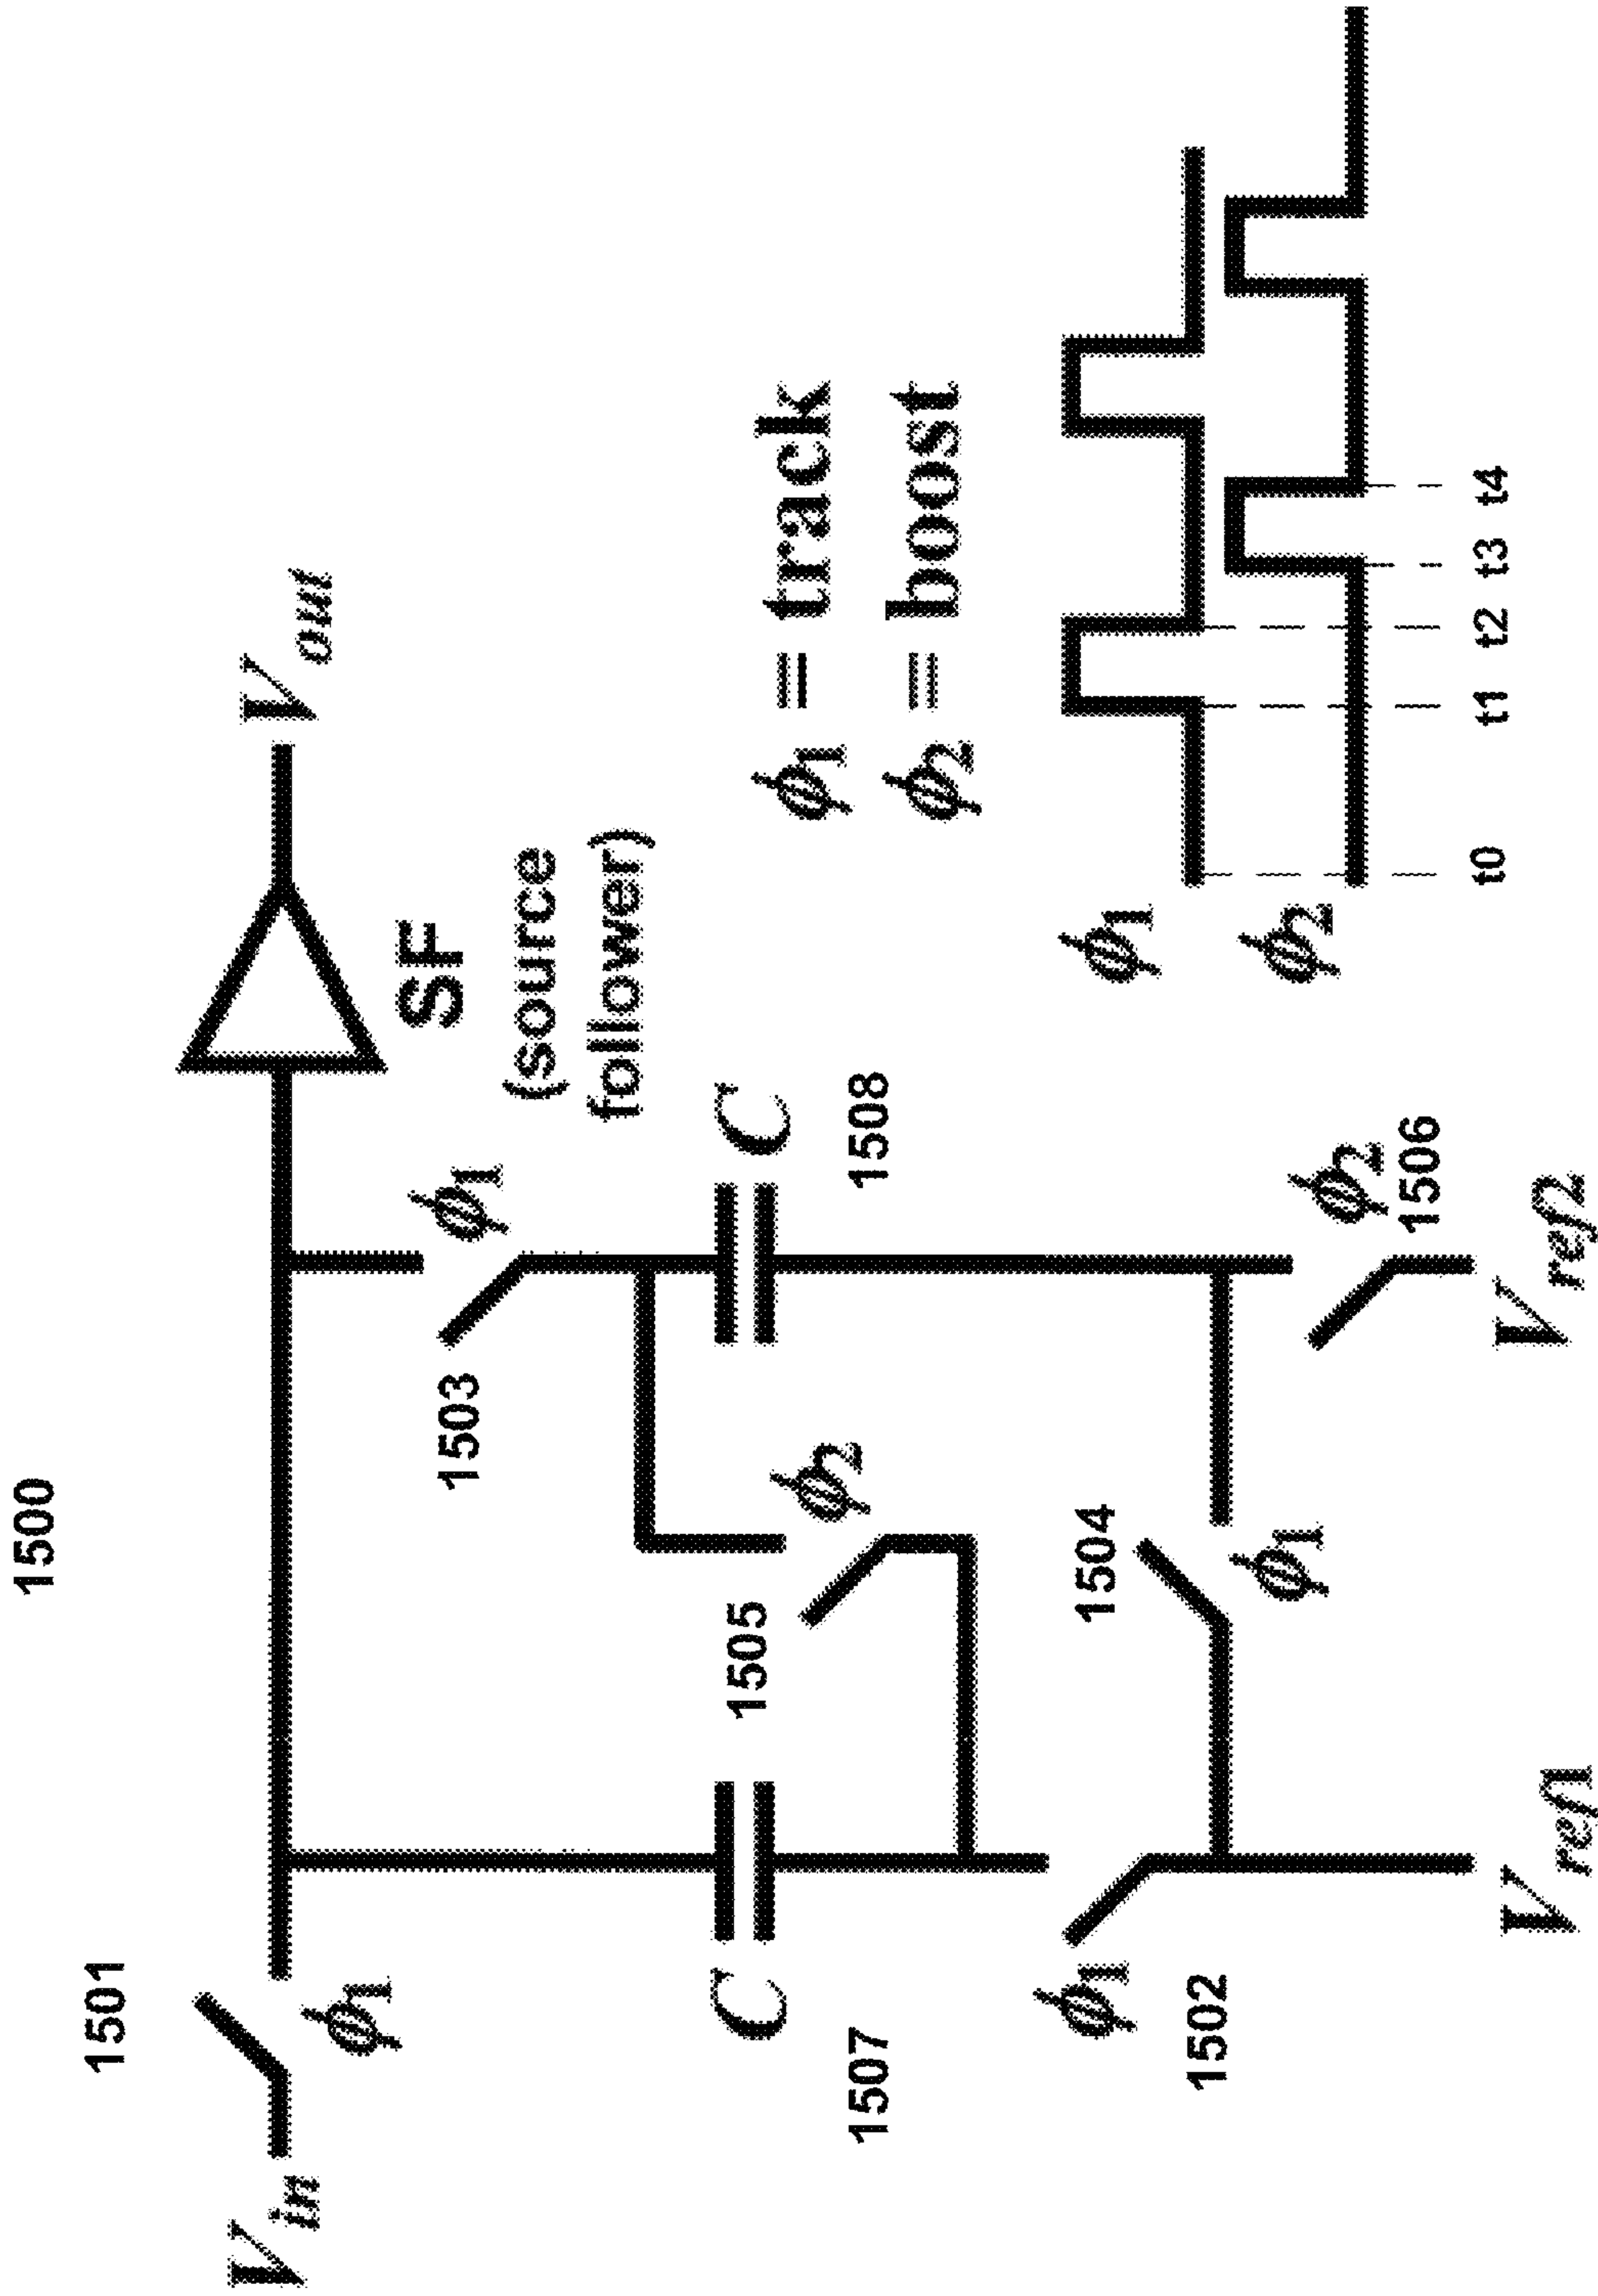 1500
1501
V_in
ϕ1
V_out
SF
(source
follower)
1503
ϕ1
C
1507
1505
ϕ2
C
1508
ϕ1
1502
1504
ϕ1
ϕ2
1506
V_ref1
V_ref2
ϕ1 = track
ϕ2 = boost
ϕ1
ϕ2
t0 t1 t2 t3 t4